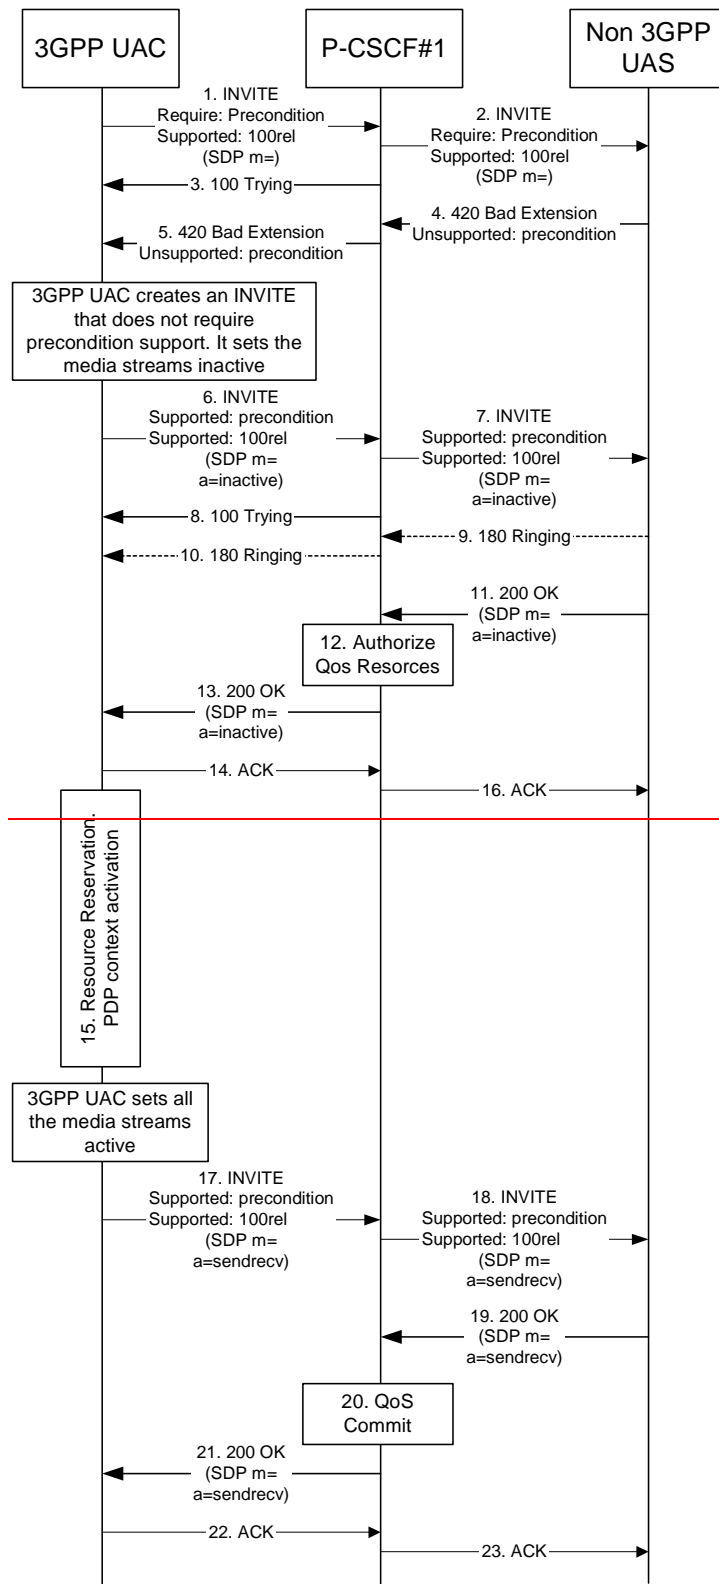 3GPP UAC
P-CSCF#1
Non 3GPP
UAS
1. INVITE
Require: Precondition
Supported: 100rel
(SDP m=)
2. INVITE
Require: Precondition
Supported: 100rel
(SDP m=)
3. 100 Trying
4. 420 Bad Extension
Unsupported: precondition
5. 420 Bad Extension
Unsupported: precondition
3GPP UAC creates an INVITE
that does not require
precondition support. It sets the
media streams inactive
6. INVITE
Supported: precondition
Supported: 100rel
(SDP m=
a=inactive)
7. INVITE
Supported: precondition
Supported: 100rel
(SDP m=
a=inactive)
8. 100 Trying
9. 180 Ringing
10. 180 Ringing
11. 200 OK
(SDP m=
a=inactive)
12. Authorize
Qos Resorces
13. 200 OK
(SDP m=
a=inactive)
14. ACK
16. ACK
15. Resource Reservation.
PDP context activation
3GPP UAC sets all
the media streams
active
17. INVITE
Supported: precondition
Supported: 100rel
(SDP m=
a=sendrecv)
18. INVITE
Supported: precondition
Supported: 100rel
(SDP m=
a=sendrecv)
19. 200 OK
(SDP m=
a=sendrecv)
20. QoS
Commit
21. 200 OK
(SDP m=
a=sendrecv)
22. ACK
23. ACK